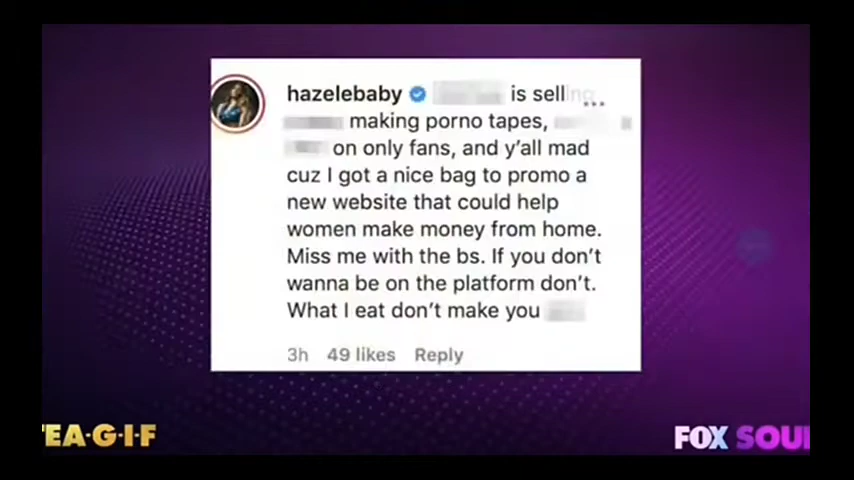 hazelebaby is selling
making porno tapes,
on only fans, and y'all mad
cuz I got a nice bag to promo a
new website that could help
women make money from home.
Miss me with the bs. If you don't
wanna be on the platform don't.
What I eat don't make you
3h 49 likes Reply
EA·G·I·F
FOX SOU